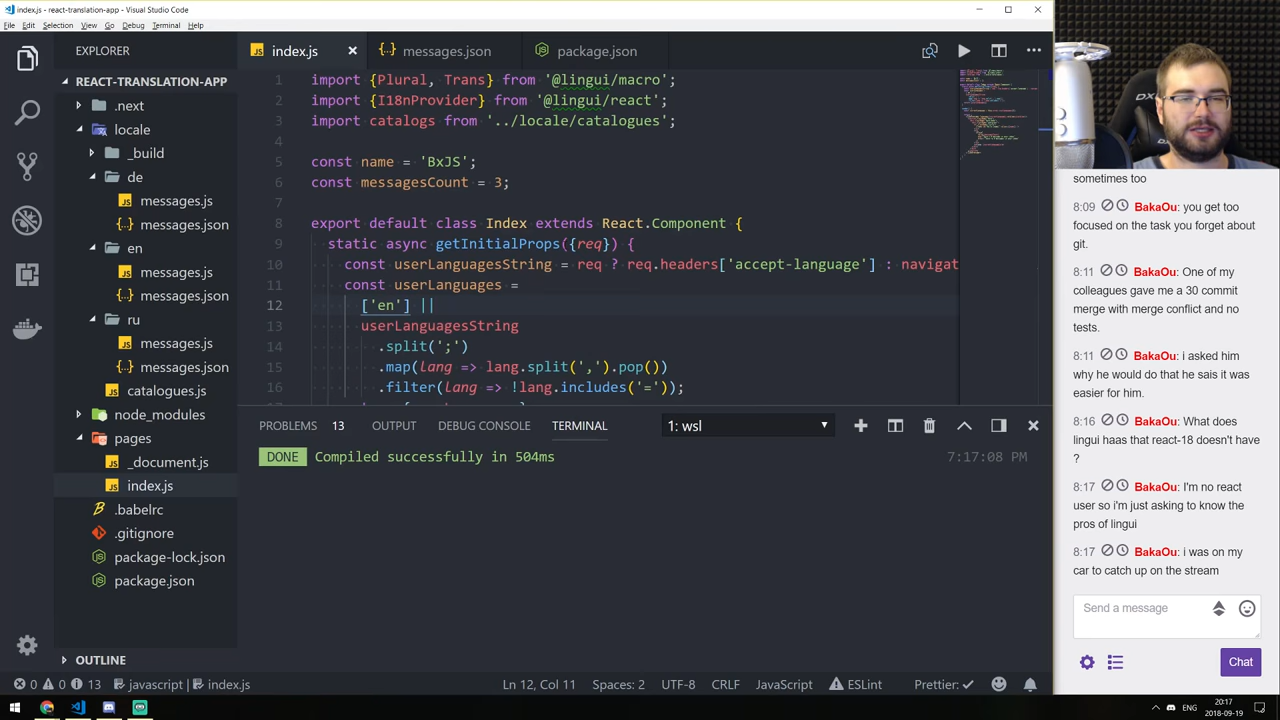 index.js - react-translation-app - Visual Studio Code
File Edit Selection View Go Debug Terminal Help
EXPLORER
REACT-TRANSLATION-APP
.next
locale
_build
de
messages.js
messages.json
en
messages.js
messages.json
ru
messages.js
messages.json
catalogues.js
node_modules
pages
_document.js
index.js
.babelrc
.gitignore
package-lock.json
package.json
OUTLINE
index.js messages.json package.json
1 import {Plural, Trans} from '@lingui/macro';
2 import {I18nProvider} from '@lingui/react';
3 import catalogs from '../locale/catalogues';
4
5 const name = 'BxJS';
6 const messagesCount = 3;
7
8 export default class Index extends React.Component {
9 static async getInitialProps({req}) {
10 const userLanguagesString = req ? req.headers['accept-language'] : navigat
11 const userLanguages =
12 ['en'] ||
13 userLanguagesString
14 .split(';')
15 .map(lang => lang.split(',').pop())
16 .filter(lang => !lang.includes('='));
PROBLEMS 13 OUTPUT DEBUG CONSOLE TERMINAL 1: wsl
DONE Compiled successfully in 504ms 7:17:08 PM
0 0 13 javascript index.js Ln 12, Col 11 Spaces: 2 UTF-8 CRLF JavaScript ESLint Prettier: ✓
DX
sometimes too
8:09 BakaOu: you get too
focused on the task you forget about
git.
8:11 BakaOu: One of my
colleagues gave me a 30 commit
merge with merge conflict and no
tests.
8:11 BakaOu: i asked him
why he would do that he sais it was
easier for him.
8:16 BakaOu: What does
lingui haas that react-18 doesn't have
?
8:17 BakaOu: I'm no react
user so i'm just asking to know the
pros of lingui
8:17 BakaOu: i was on my
car to catch up on the stream
Send a message
Chat
ENG
20:17
2018-09-19